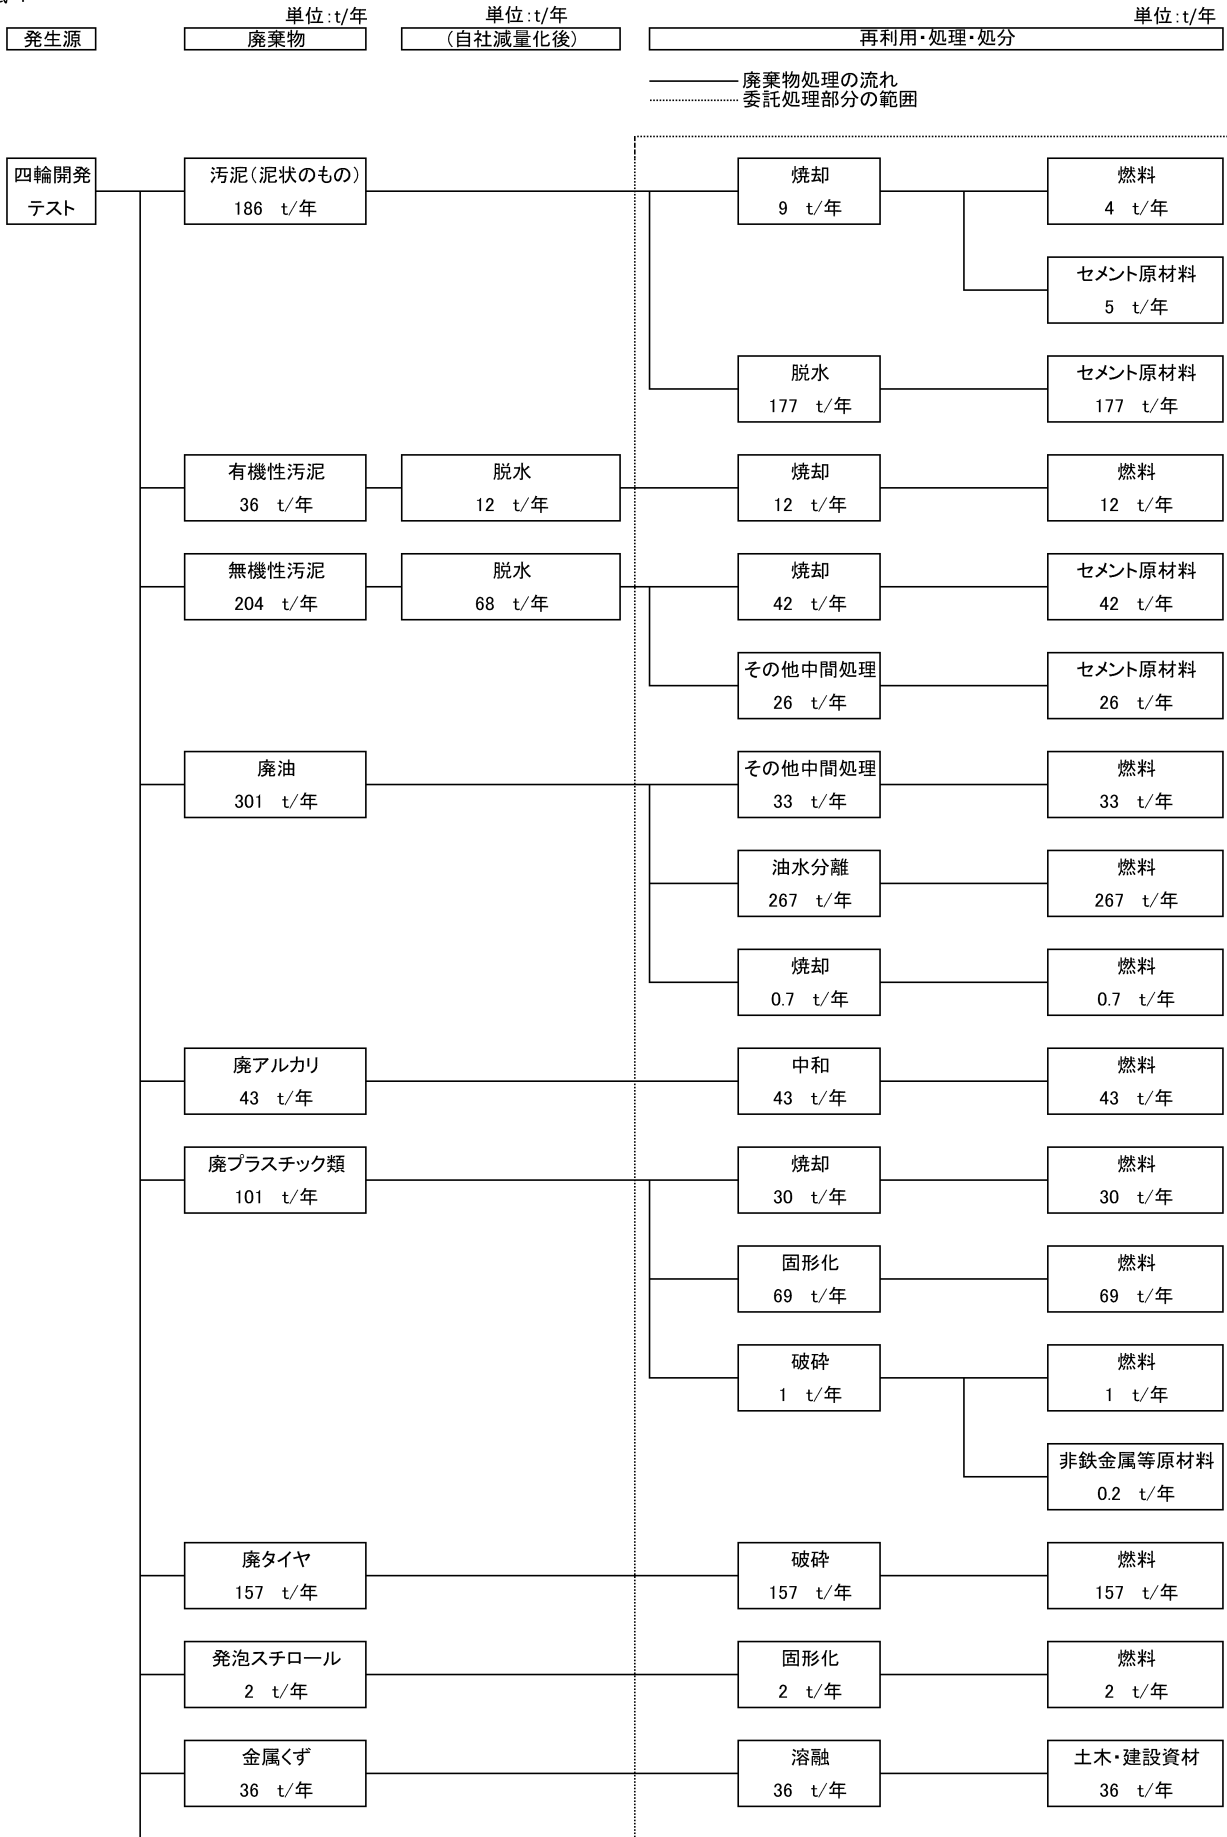 単位:t/年
単位:t/年
単位:t/年
発生源
廃棄物
(自社減量化後)
再利用・処理・処分
廃棄物処理の流れ
委託処理部分の範囲
四輪開発
テスト
汚泥(泥状のもの)
186 t/年
焼却
9 t/年
燃料
4 t/年
セメント原材料
5 t/年
脱水
177 t/年
セメント原材料
177 t/年
有機性汚泥
36 t/年
脱水
12 t/年
焼却
12 t/年
燃料
12 t/年
無機性汚泥
204 t/年
脱水
68 t/年
焼却
42 t/年
セメント原材料
42 t/年
その他中間処理
26 t/年
セメント原材料
26 t/年
廃油
301 t/年
その他中間処理
33 t/年
燃料
33 t/年
油水分離
267 t/年
燃料
267 t/年
焼却
0.7 t/年
燃料
0.7 t/年
廃アルカリ
43 t/年
中和
43 t/年
燃料
43 t/年
廃プラスチック類
101 t/年
焼却
30 t/年
燃料
30 t/年
固形化
69 t/年
燃料
69 t/年
破砕
1 t/年
燃料
1 t/年
非鉄金属等原材料
0.2 t/年
廃タイヤ
157 t/年
破砕
157 t/年
燃料
157 t/年
発泡スチロール
2 t/年
固形化
2 t/年
燃料
2 t/年
金属くず
36 t/年
溶融
36 t/年
土木・建設資材
36 t/年